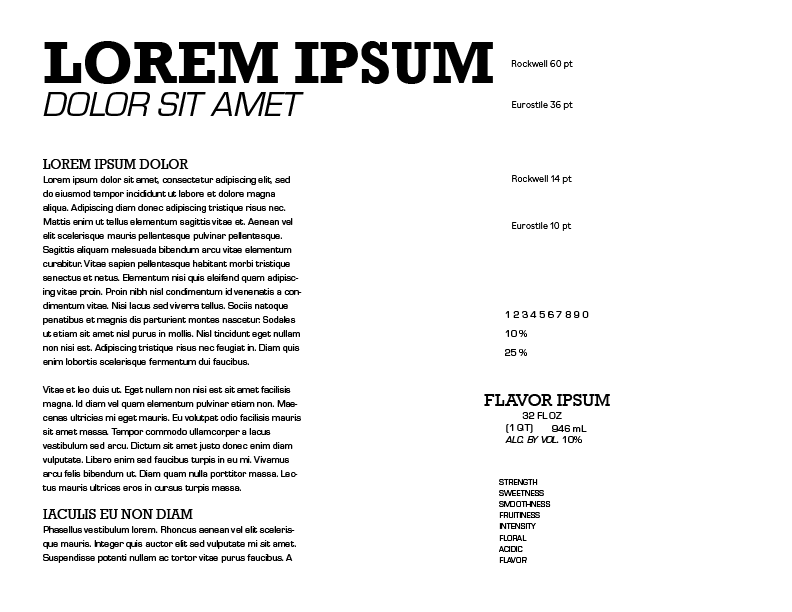 LOREM IPSUM
DOLOR SIT AMET
Rockwell 60 pt
Eurostile 36 pt
LOREM IPSUM DOLOR
Lorem ipsum dolor sit amet, consectetur adipiscing elit, sed
do eiusmod tempor incididunt ut labore et dolore magna
aliqua. Adipiscing diam donec adipiscing tristique risus nec.
Mattis enim ut tellus elementum sagittis vitae et. Aenean vel
elit scelerisque mauris pellentesque pulvinar pellentesque.
Sagittis aliquam malesuada bibendum arcu vitae elementum
curabitur. Vitae sapien pellentesque habitant morbi tristique
senectus et netus. Elementum nisi quis eleifend quam adipisc-
ing vitae proin. Proin nibh nisl condimentum id venenatis a con-
dimentum vitae. Nisi lacus sed viverra tellus. Sociis natoque
penatibus et magnis dis parturient montes nascetur. Sodales
ut etiam sit amet nisl purus in mollis. Nisl tincidunt eget nullam
non nisi est. Adipiscing tristique risus nec feugiat in. Diam quis
enim lobortis scelerisque fermentum dui faucibus.
Vitae et leo duis ut. Eget nullam non nisi est sit amet facilisis
magna. Id diam vel quam elementum pulvinar etiam non. Mae-
cenas ultricies mi eget mauris. Eu volutpat odio facilisis mauris
sit amet massa. Tempor commodo ullamcorper a lacus
vestibulum sed arcu. Dictum sit amet justo donec enim diam
vulputate. Libero enim sed faucibus turpis in eu mi. Vivamus
arcu felis bibendum ut. Diam quam nulla porttitor massa. Lec-
tus mauris ultrices eros in cursus turpis massa.
IACULIS EU NON DIAM
Phasellus vestibulum lorem. Rhoncus aenean vel elit sceleris-
que mauris. Integer quis auctor elit sed vulputate mi sit amet.
Suspendisse potenti nullam ac tortor vitae purus faucibus. A
Rockwell 14 pt
Eurostile 10 pt
1 2 3 4 5 6 7 8 9 0
10%
25%
FLAVOR IPSUM
32 FL OZ
(1 QT) 946 mL
ALC. BY VOL. 10%
STRENGTH
SWEETNESS
SMOOTHNESS
FRUITINESS
INTENSITY
FLORAL
ACIDIC
FLAVOR